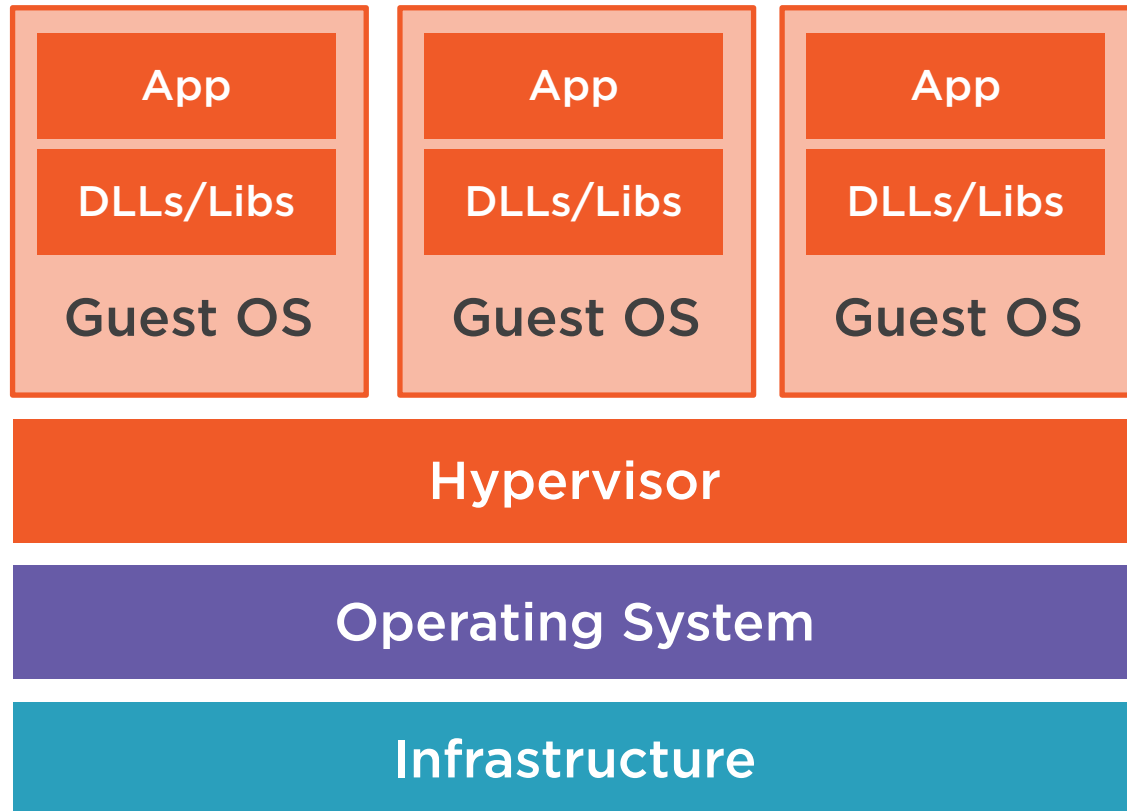 App
DLLs/Libs
Guest OS
App
DLLs/Libs
Guest OS
App
DLLs/Libs
Guest OS
Hypervisor
Operating System
Infrastructure